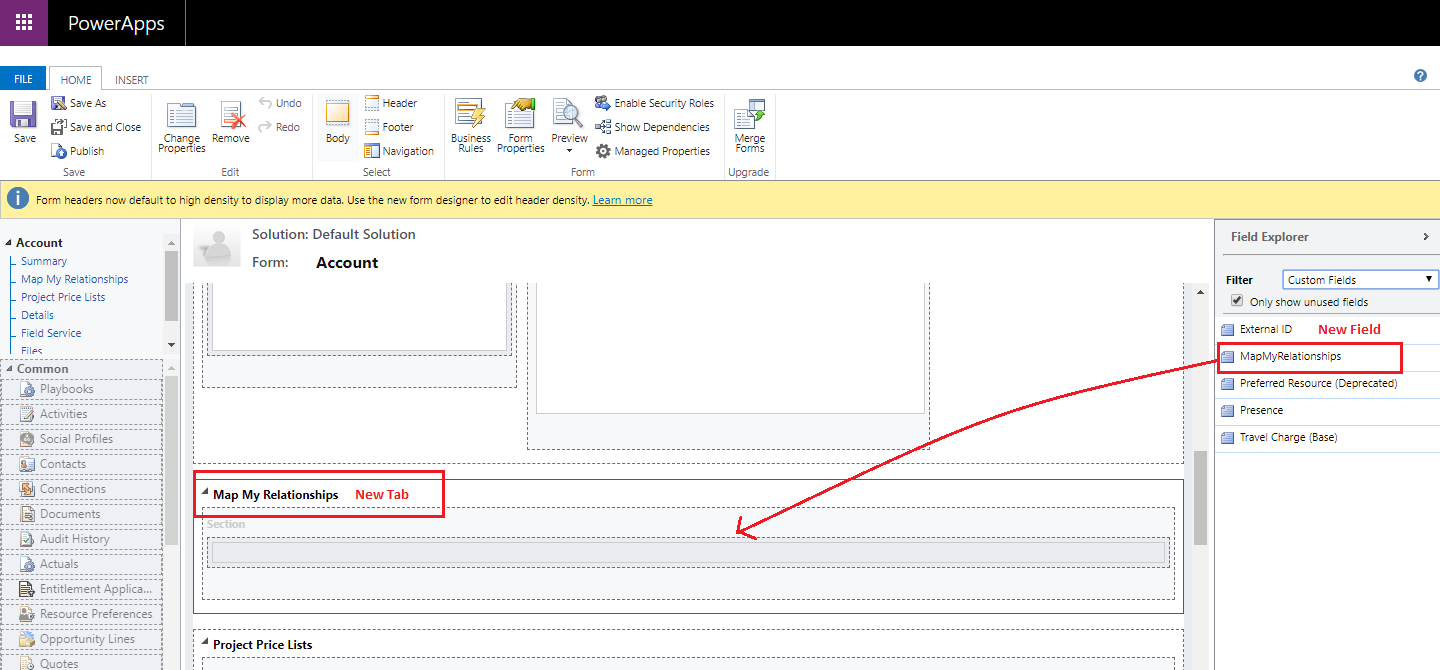 PowerApps
FILE
HOME
INSERT
Save
Save As
Save and Close
Publish
Save
Change
Properties
Remove
Undo
Redo
Edit
Body
Header
Footer
Navigation
Select
Business
Rules
Form
Properties
Preview
Enable Security Roles
Show Dependencies
Managed Properties
Form
Merge
Forms
Upgrade
Form headers now default to high density to display more data. Use the new form designer to edit header density. Learn more
Account
Summary
Map My Relationships
Project Price Lists
Details
Field Service
Files
Common
Playbooks
Activities
Social Profiles
Contacts
Connections
Documents
Audit History
Actuals
Entitlement Applica...
Resource Preferences
Opportunity Lines
Quotes
Solution: Default Solution
Form: Account
Map My Relationships New Tab
Section
Project Price Lists
Field Explorer
Filter Custom Fields
Only show unused fields
External ID New Field
MapMyRelationships
Preferred Resource (Deprecated)
Presence
Travel Charge (Base)